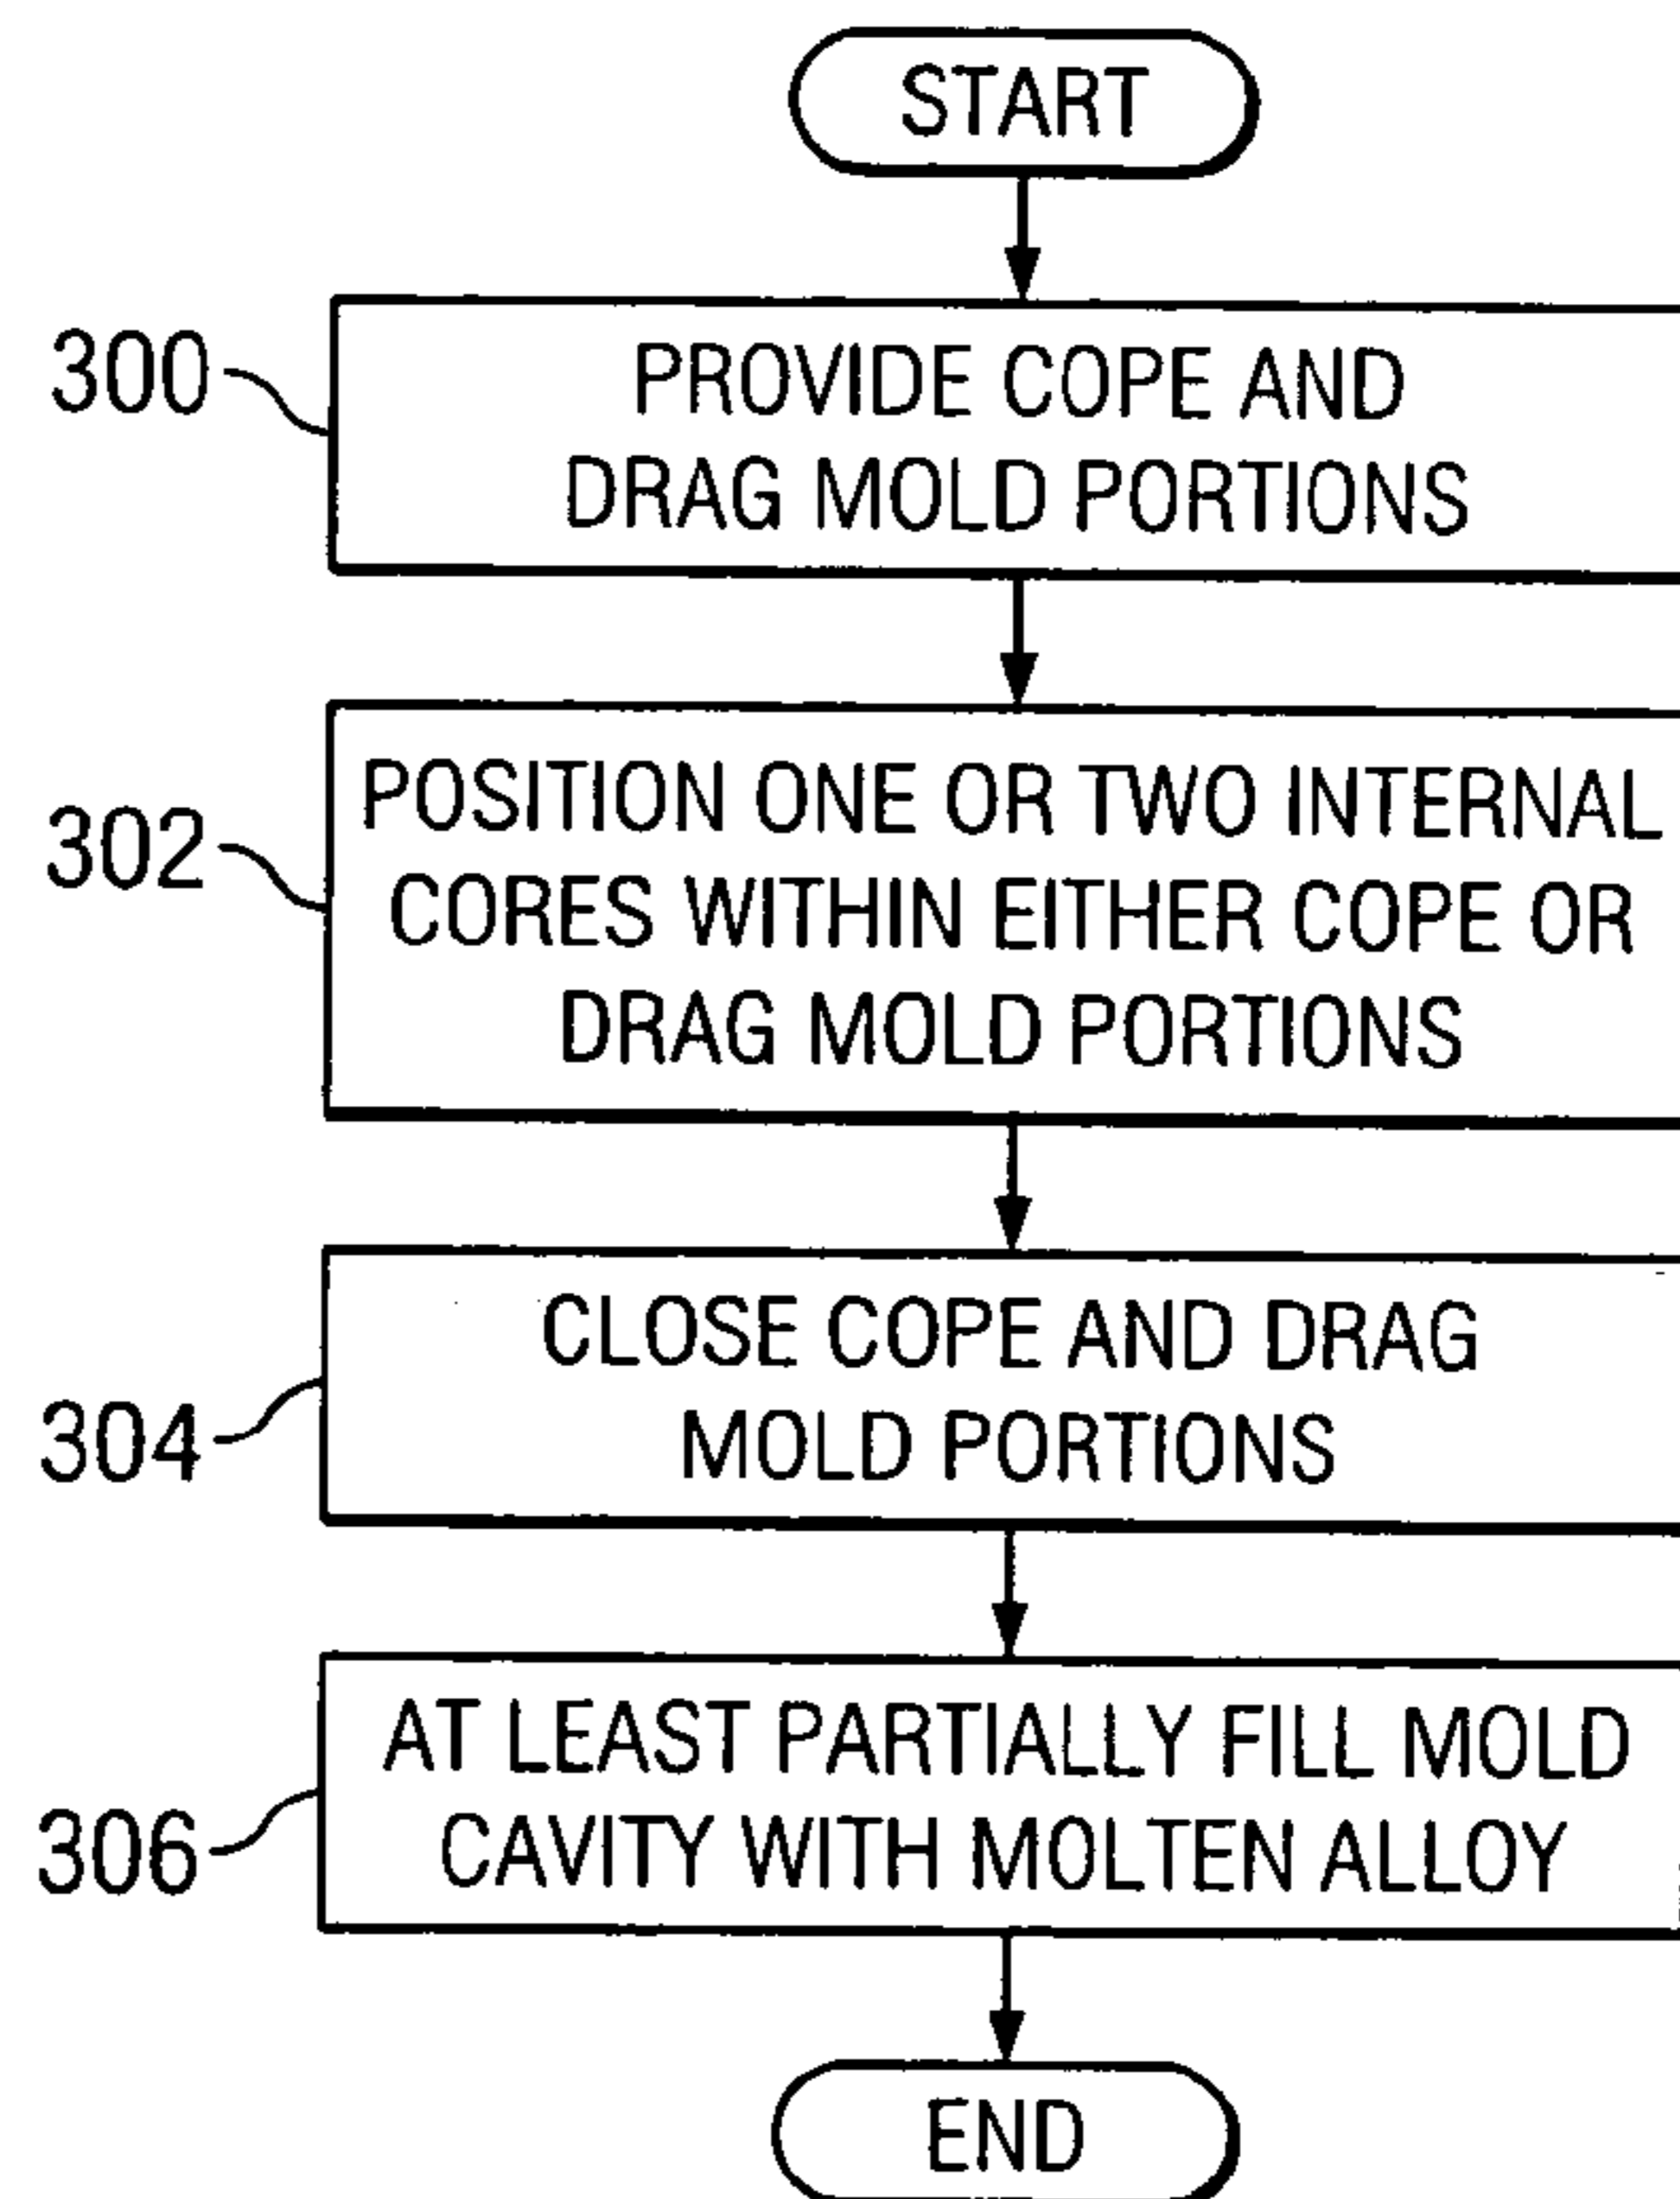 START
300
PROVIDE COPE AND
DRAG MOLD PORTIONS
302
POSITION ONE OR TWO INTERNAL
CORES WITHIN EITHER COPE OR
DRAG MOLD PORTIONS
304
CLOSE COPE AND DRAG
MOLD PORTIONS
306
AT LEAST PARTIALLY FILL MOLD
CAVITY WITH MOLTEN ALLOY
END